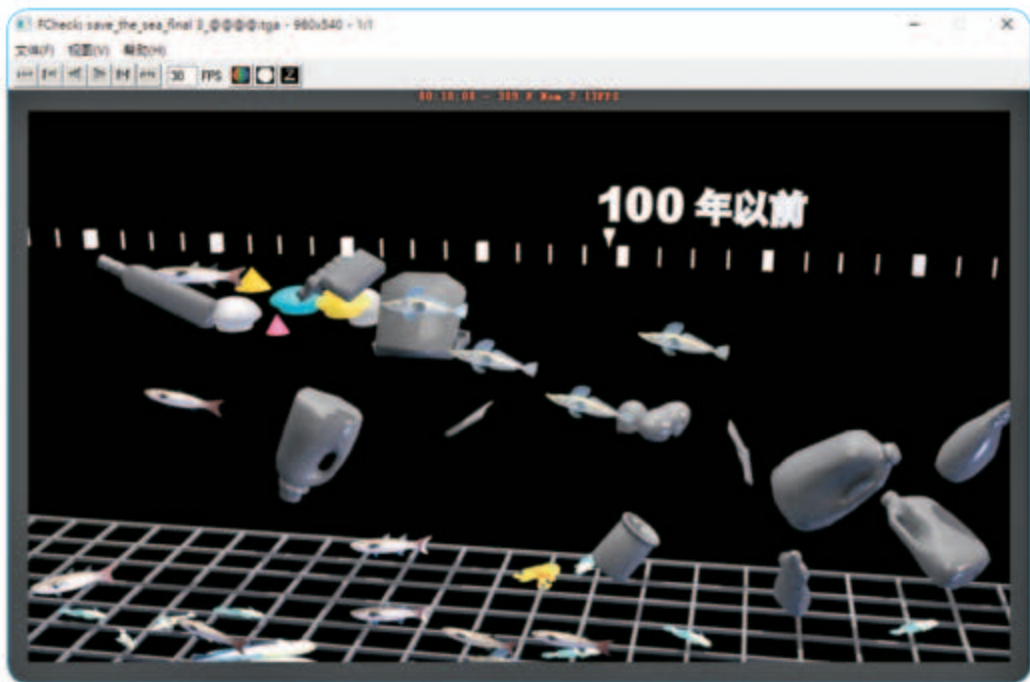 FCheck: save_the_sea_final 3_@@@@.tga - 960x540 - 1/1
文件(F) 视图(V) 帮助(H)
30 FPS Z
100 年以前